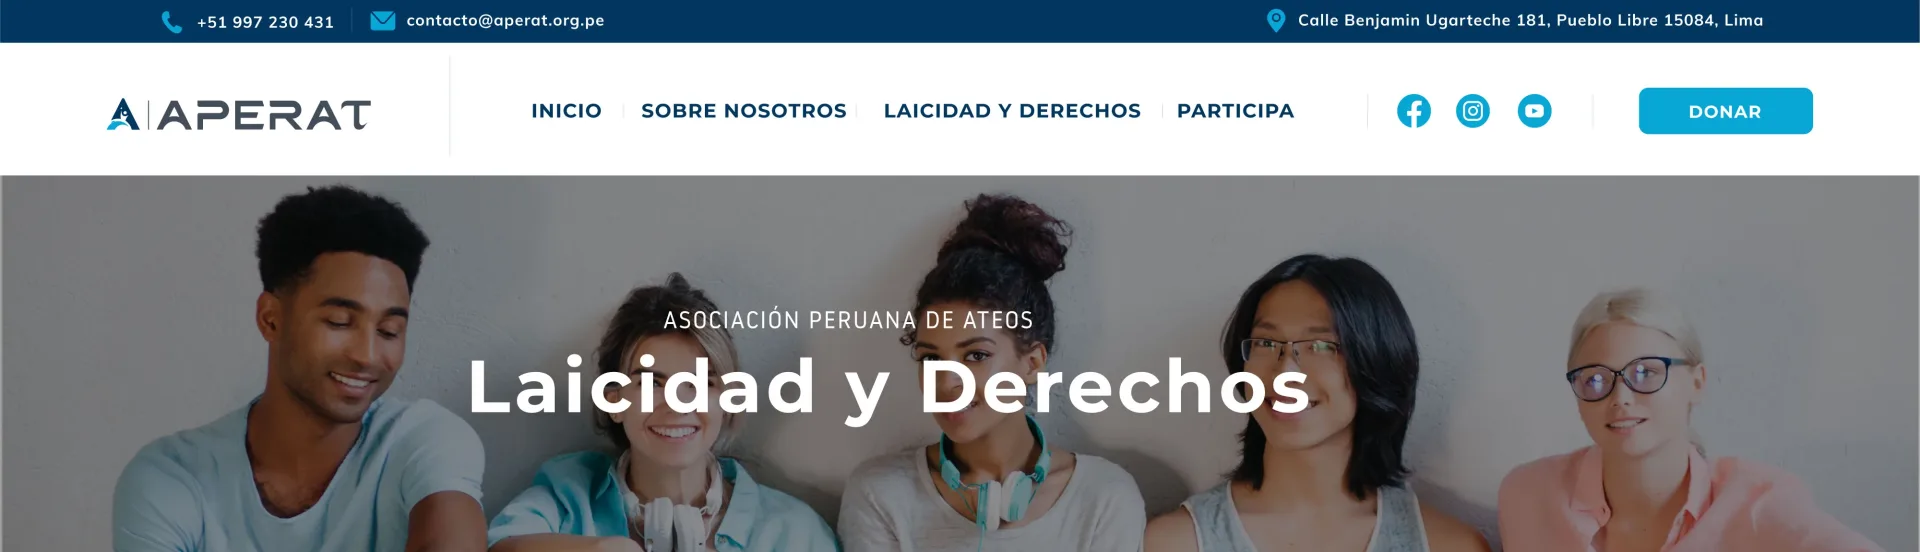 +51 997 230 431
contacto@aperat.org.pe
Calle Benjamin Ugarteche 181, Pueblo Libre 15084, Lima
APERAT
INICIO
SOBRE NOSOTROS
LAICIDAD Y DERECHOS
PARTICIPA
DONAR
ASOCIACIÓN PERUANA DE ATEOS
Laicidad y Derechos